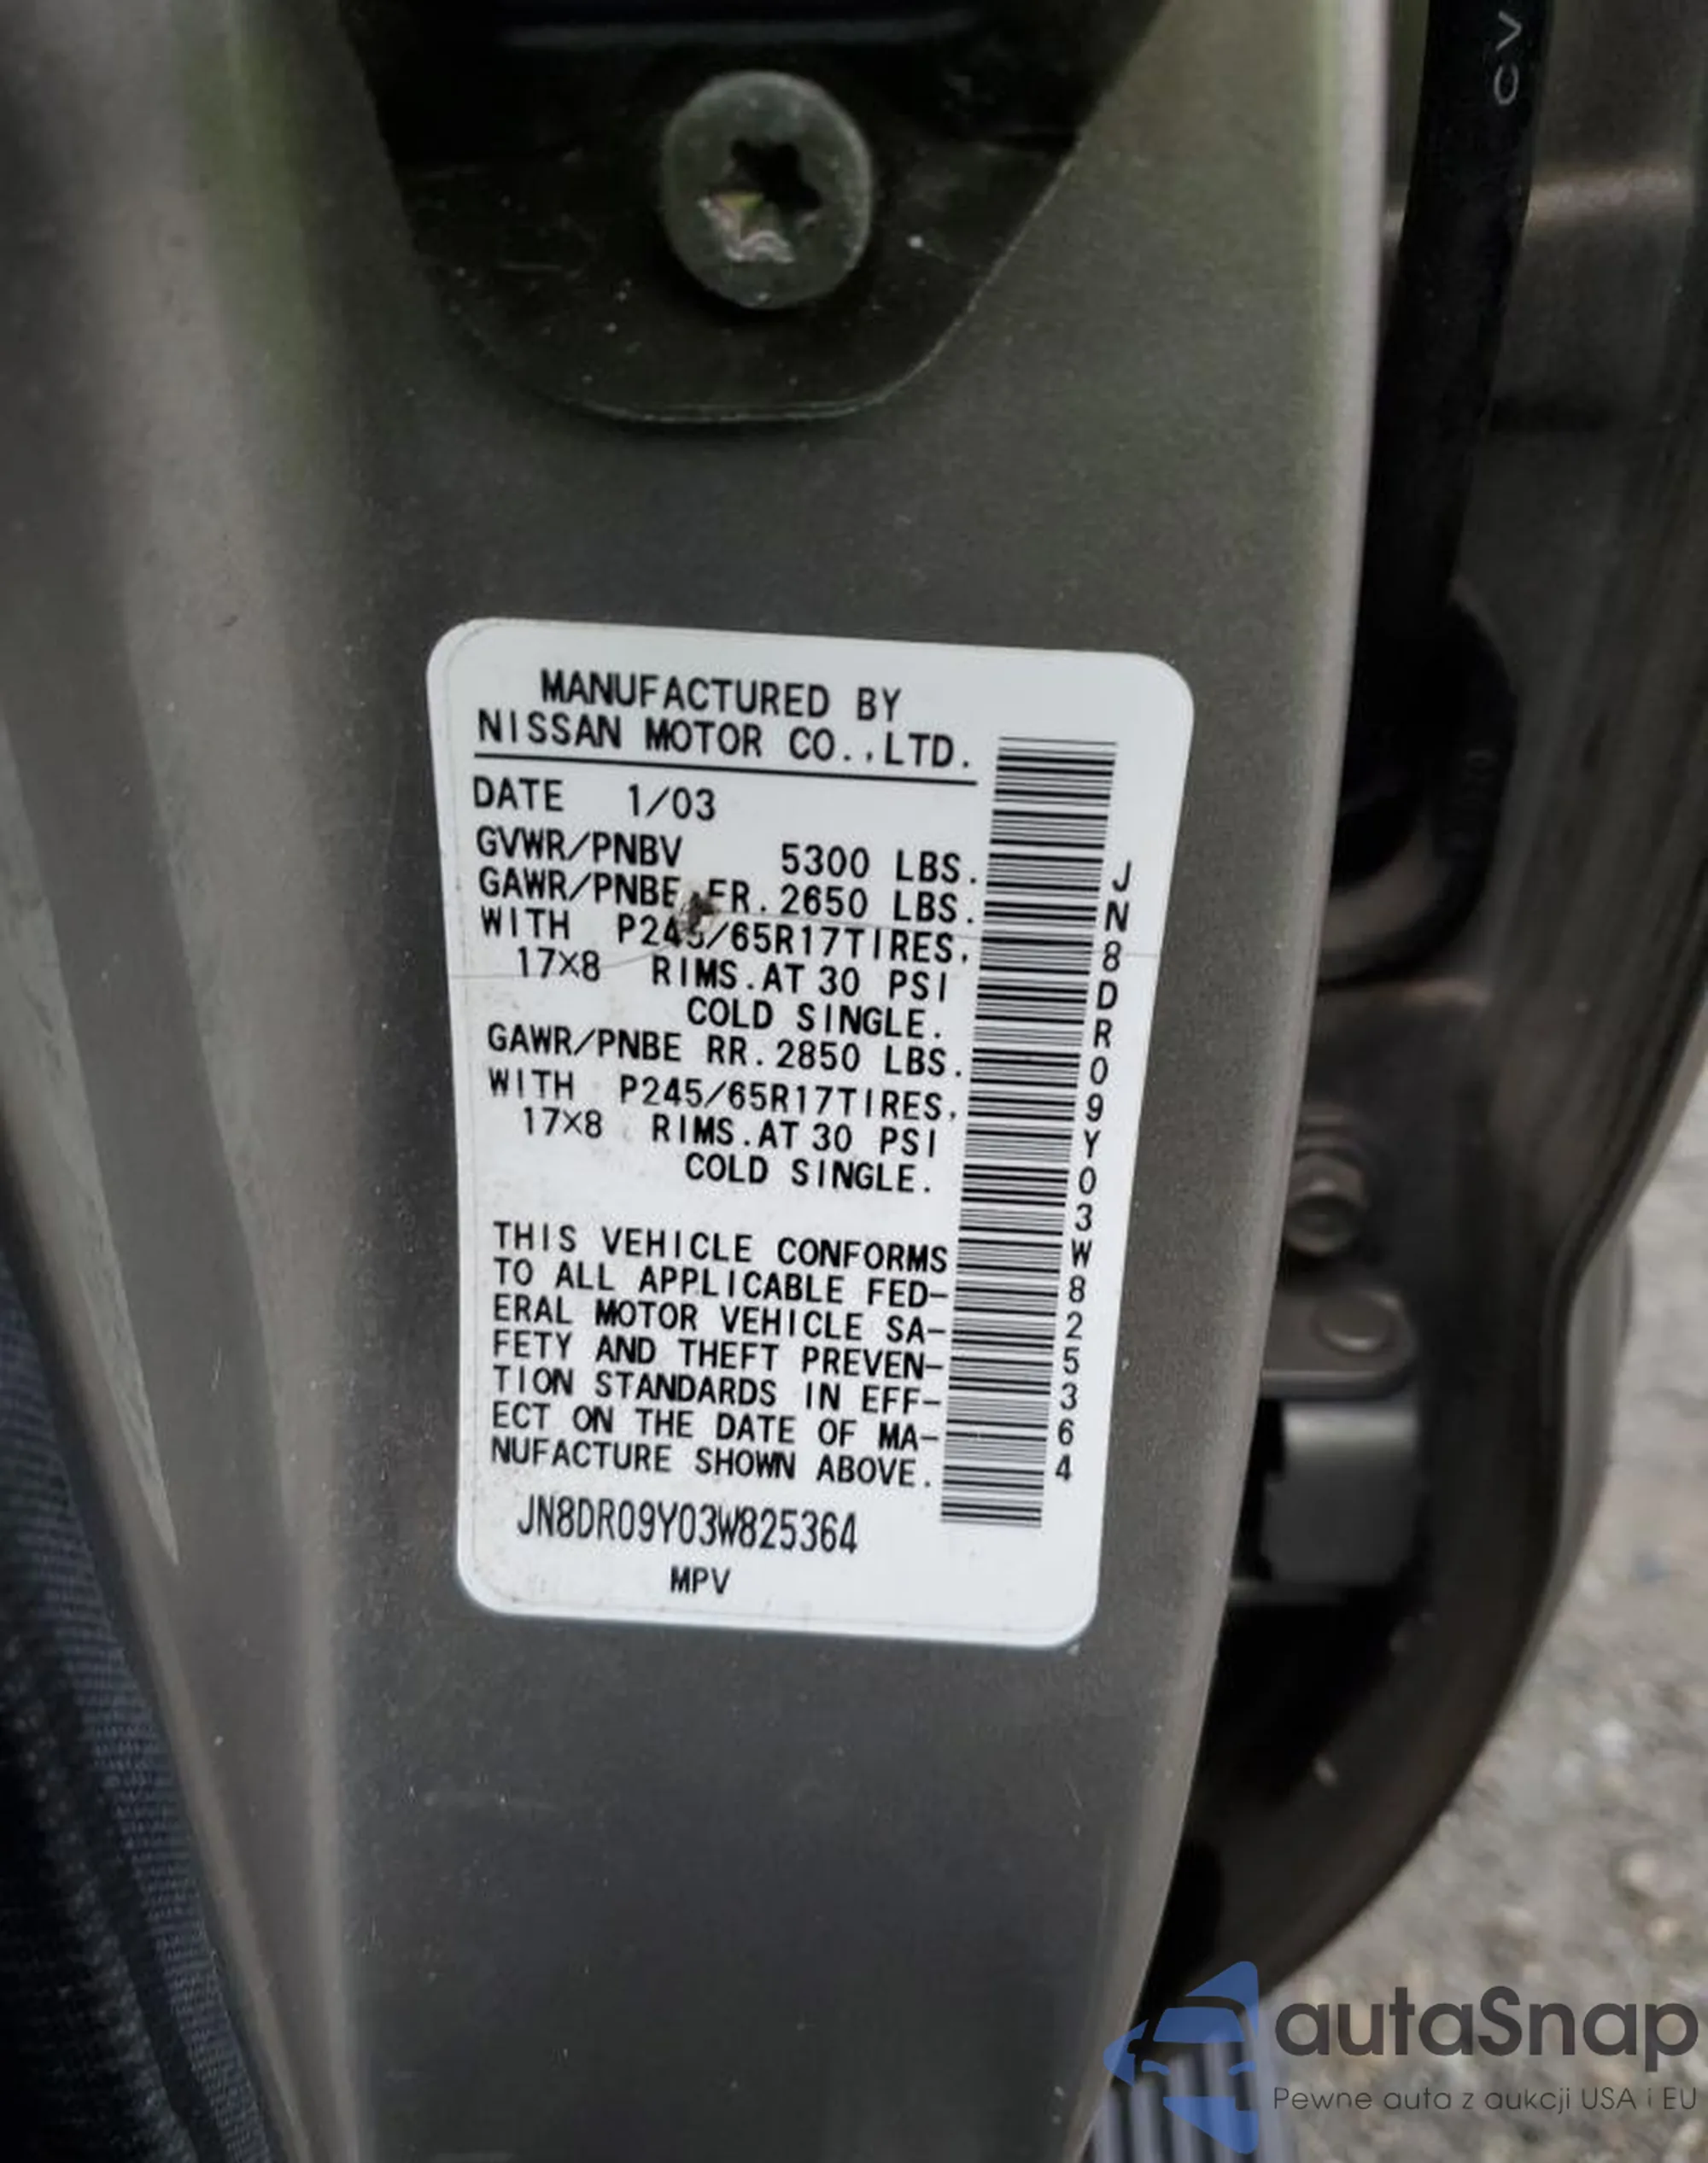 CV
MANUFACTURED BY
NISSAN MOTOR CO.,LTD.
DATE 1/03
GVWR/PNBV 5300 LBS.
GAWR/PNBE FR. 2650 LBS.
WITH P245/65R17TIRES,
17X8 RIMS.AT 30 PSI
COLD SINGLE.
GAWR/PNBE RR. 2850 LBS.
WITH P245/65R17TIRES,
17X8 RIMS.AT 30 PSI
COLD SINGLE.
THIS VEHICLE CONFORMS
TO ALL APPLICABLE FED-
ERAL MOTOR VEHICLE SA-
FETY AND THEFT PREVEN-
TION STANDARDS IN EFF-
ECT ON THE DATE OF MA-
NUFACTURE SHOWN ABOVE.
JN8DR09Y03W825364
MPV
JN8DR09Y03W825364
autaSnap
Pewne auta z aukcji USA i EU